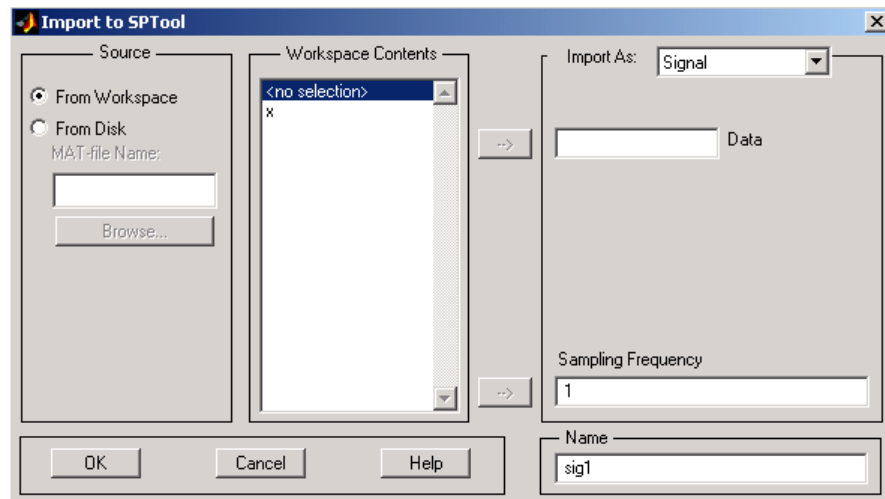 Import to SPTool
Source
From Workspace
From Disk
MAT-file Name:
Browse...
Workspace Contents
<no selection>
x
-->
-->
Import As:
Signal
Data
Sampling Frequency
1
OK
Cancel
Help
Name
sig1